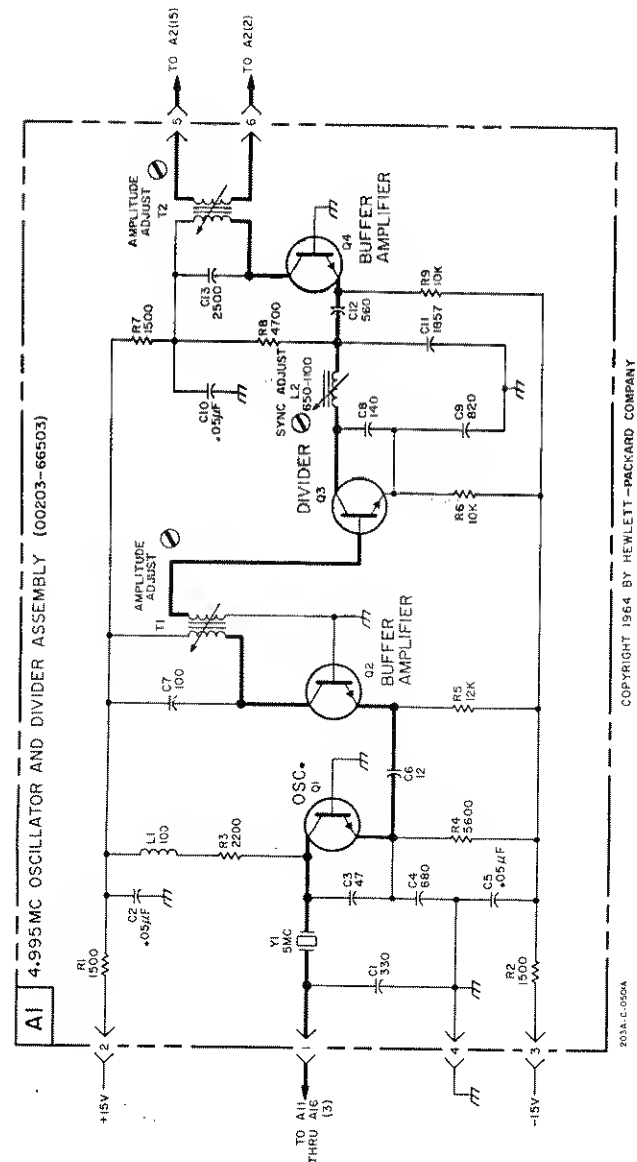 A1
4.995MC OSCILLATOR AND DIVIDER ASSEMBLY (00203-66503)
+15V
2
R1
1500
C2
.05µF
L1
100
R3
2200
TO A11
THRU A16
(3)
1
C1
330
Y1
5MC
C3
47
C4
680
C5
.05µF
4
-15V
3
R2
1500
OSC.
Q1
R4
5600
C6
12
C7
100
T1
AMPLITUDE
ADJUST
Q2
BUFFER
AMPLIFIER
R5
12K
DIVIDER
Q3
R6
10K
C8
140
C9
820
SYNC ADJUST
L2
650-1100
C10
.05µF
R7
1500
R8
4700
C11
1857
C12
560
C13
2500
AMPLITUDE
ADJUST
T2
Q4
BUFFER
AMPLIFIER
R9
10K
5
TO A2(15)
6
TO A2(2)
203A-C-0504A
COPYRIGHT 1964 BY HEWLETT-PACKARD COMPANY